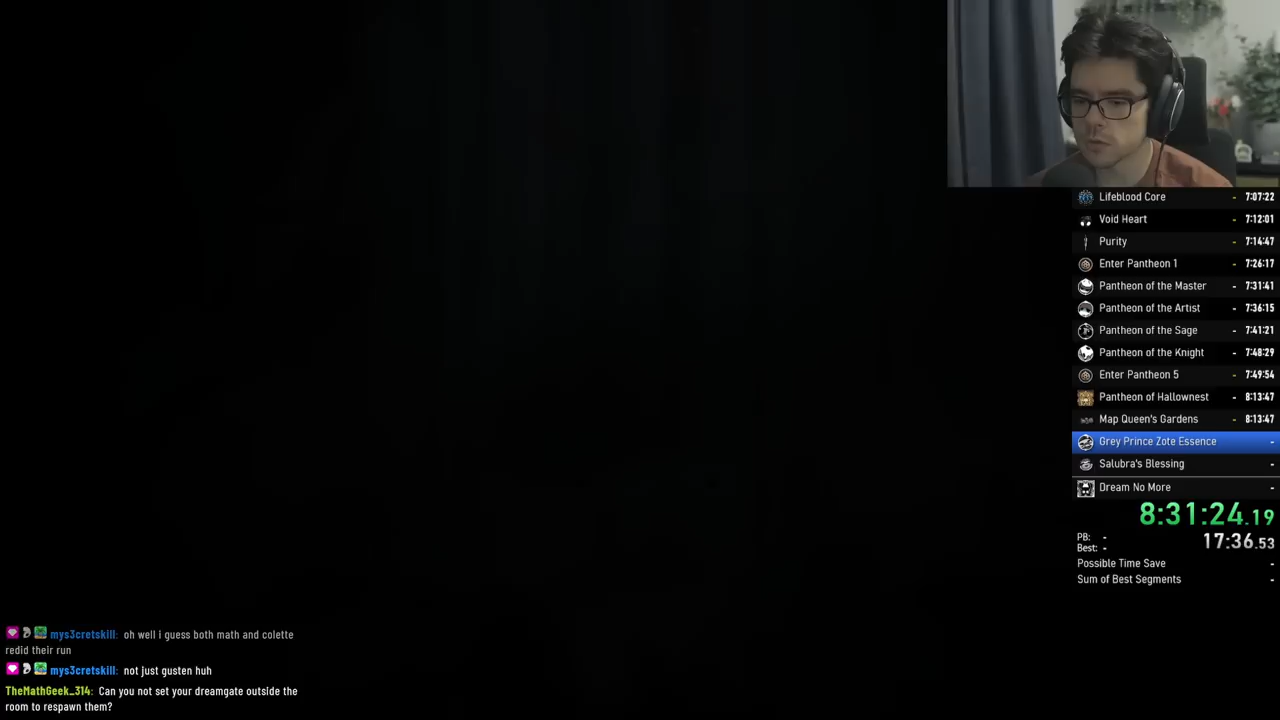 Lifeblood Core - 7:07:22
Void Heart - 7:12:01
Purity - 7:14:47
Enter Pantheon 1 - 7:26:17
Pantheon of the Master - 7:31:41
Pantheon of the Artist - 7:36:15
Pantheon of the Sage - 7:41:21
Pantheon of the Knight - 7:48:29
Enter Pantheon 5 - 7:49:54
Pantheon of Hallownest - 8:13:47
Map Queen's Gardens - 8:13:47
Grey Prince Zote Essence -
Salubra's Blessing -
Dream No More -
8:31:24.19
PB: - 17:36.53
Best: -
Possible Time Save -
Sum of Best Segments -
mys3cretskill: oh well i guess both math and colette
redid their run
mys3cretskill: not just gusten huh
TheMathGeek_314: Can you not set your dreamgate outside the
room to respawn them?